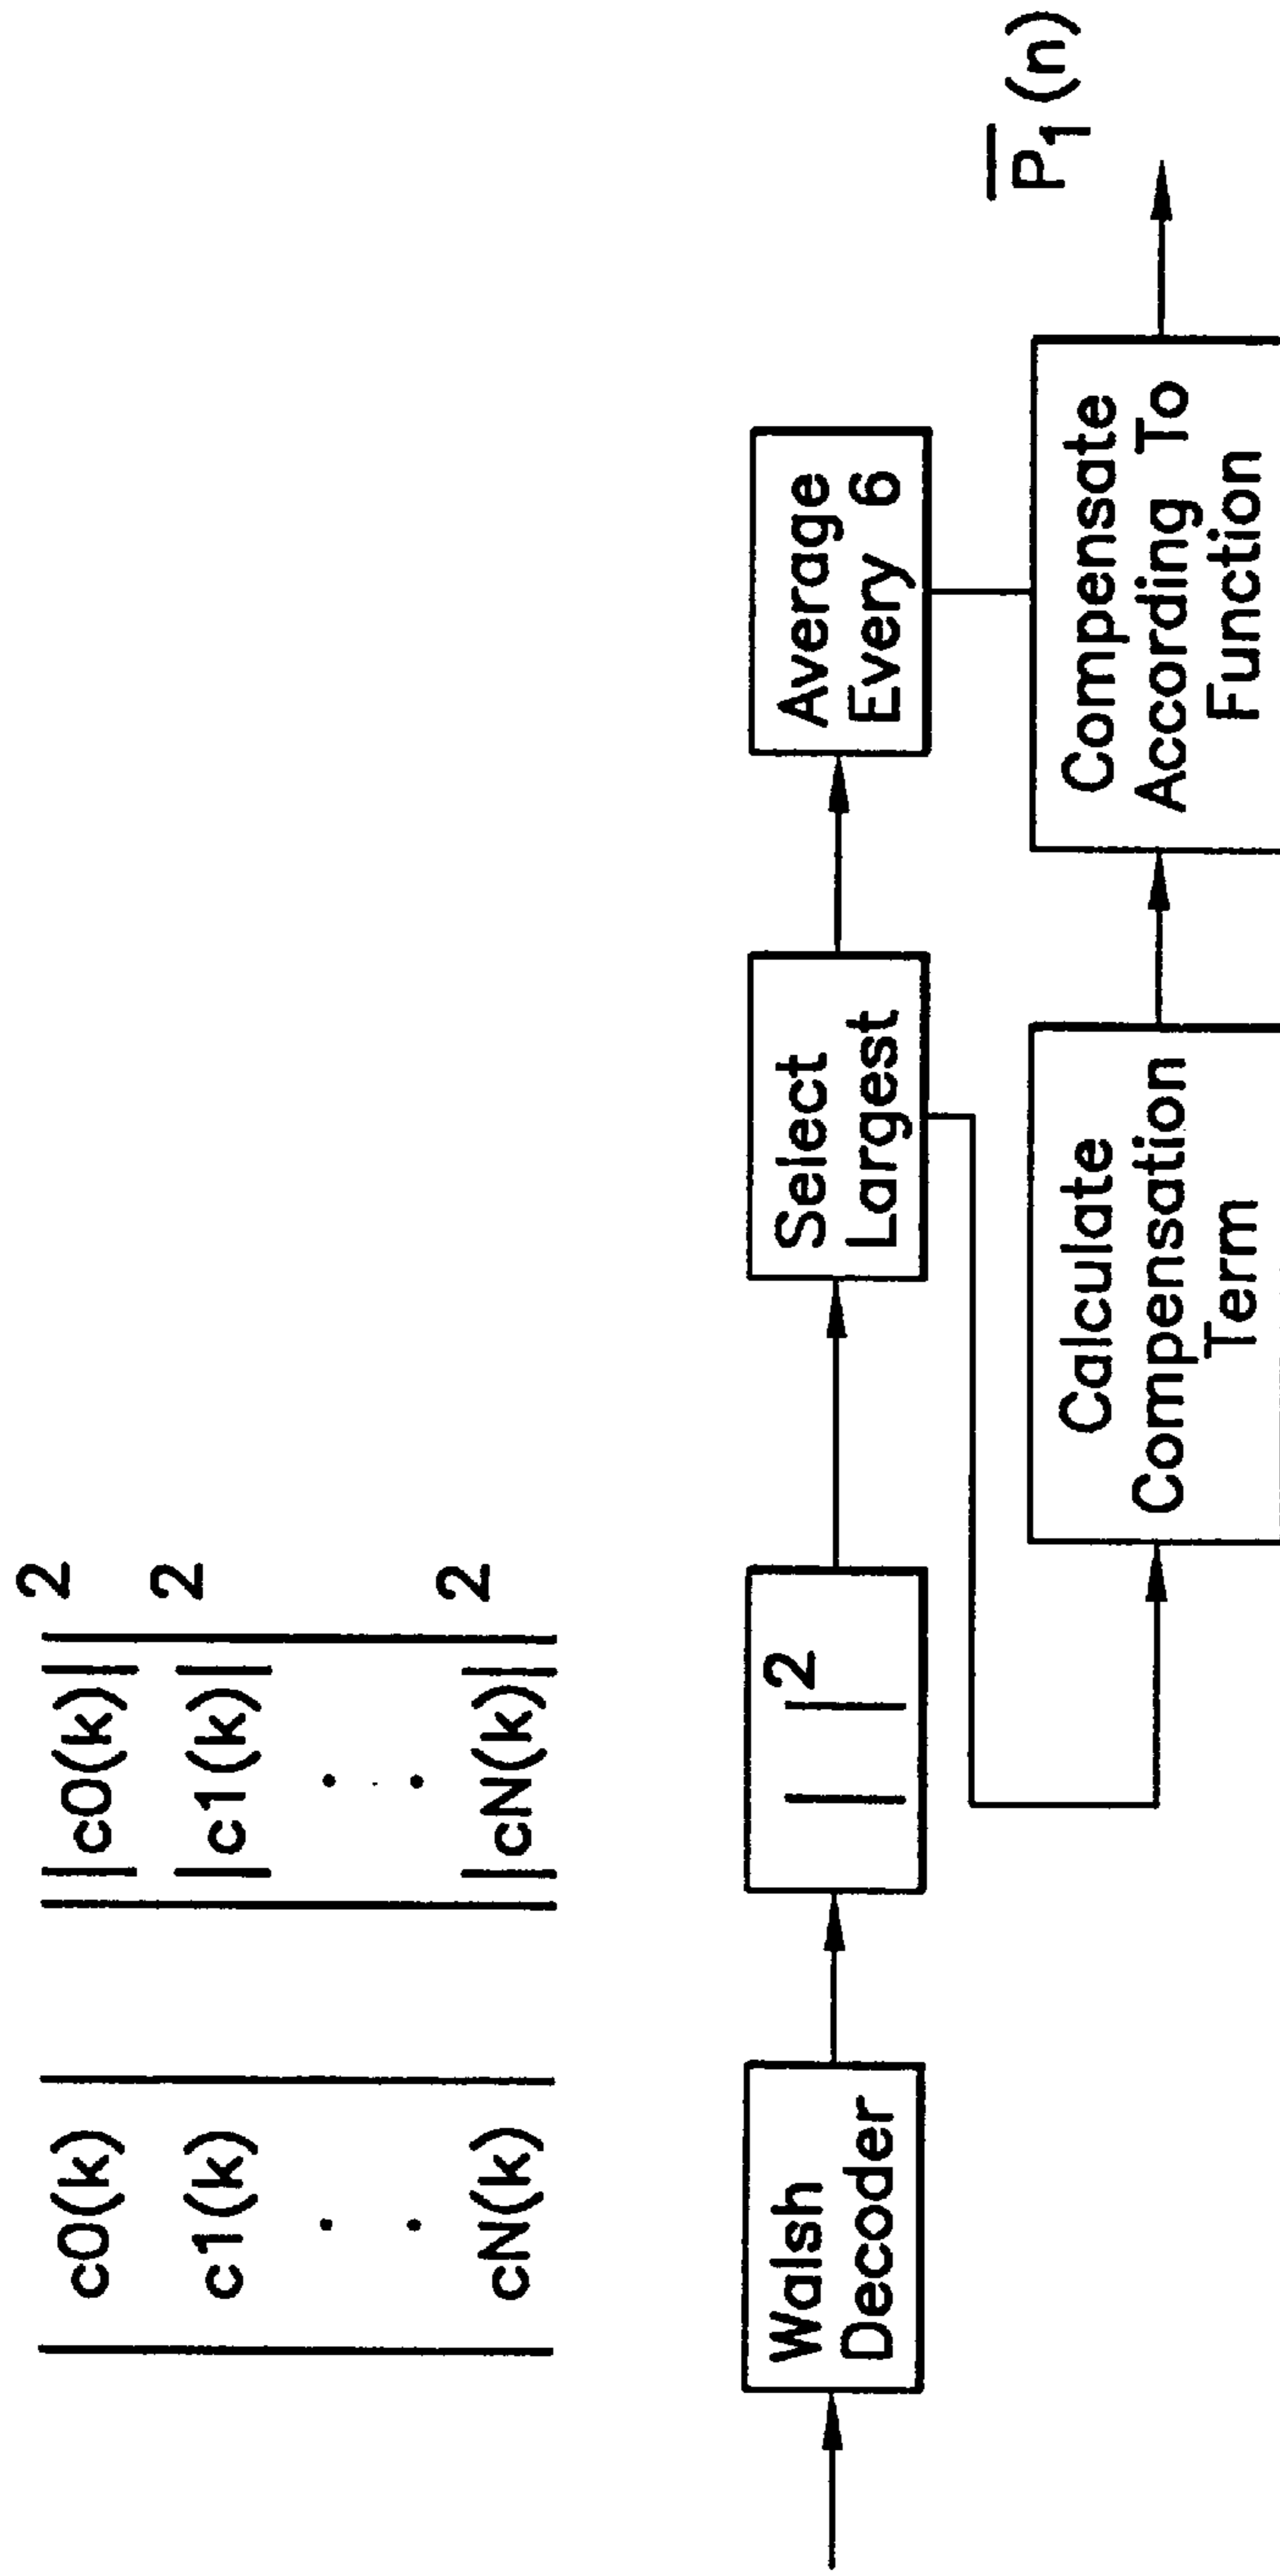 c0(k)
c1(k)
.
.
cN(k)
|c0(k)|2
|c1(k)|2
.
.
|cN(k)|2
Walsh
Decoder
| |2
Select
Largest
Average
Every 6
Calculate
Compensation
Term
Compensate
According To
Function
P̅1(n)